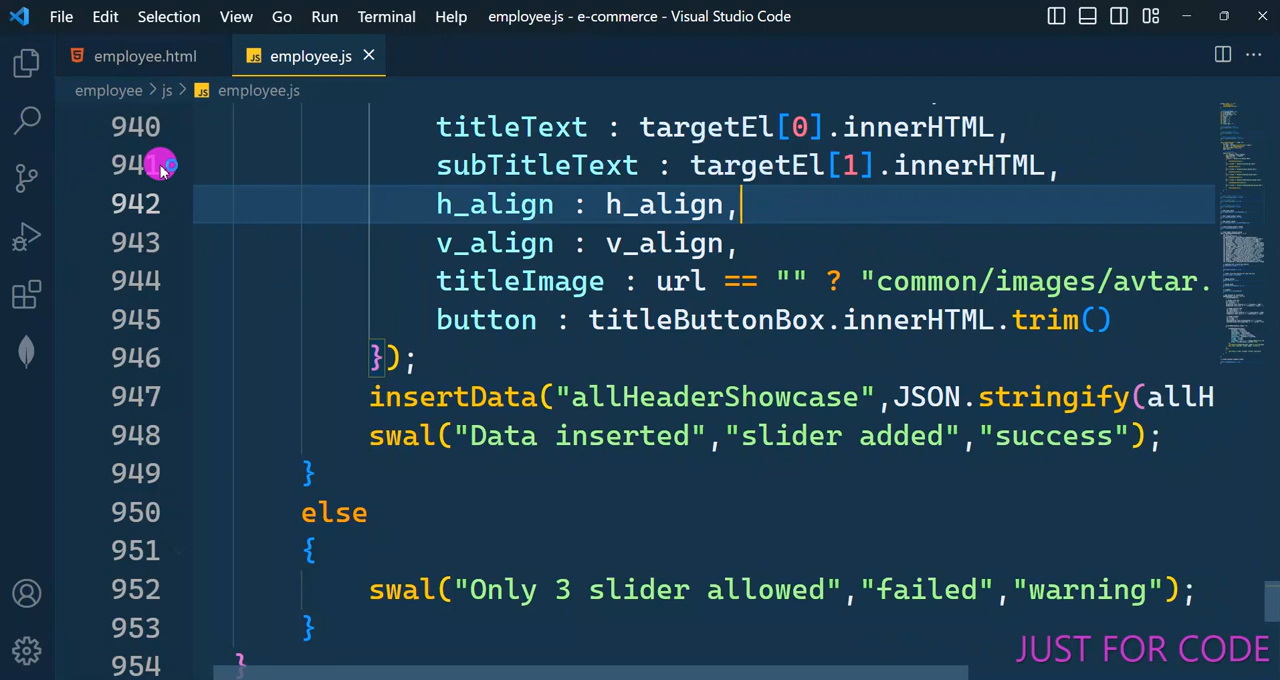 File Edit Selection View Go Run Terminal Help employee.js - e-commerce - Visual Studio Code
employee.html employee.js
employee > js > employee.js
940 titleText : targetEl[0].innerHTML,
941 subTitleText : targetEl[1].innerHTML,
942 h_align : h_align,
943 v_align : v_align,
944 titleImage : url == "" ? "common/images/avtar.
945 button : titleButtonBox.innerHTML.trim()
946 });
947 insertData("allHeaderShowcase",JSON.stringify(allH
948 swal("Data inserted","slider added","success");
949 }
950 else
951 {
952 swal("Only 3 slider allowed","failed","warning");
953 }
954 }
JUST FOR CODE